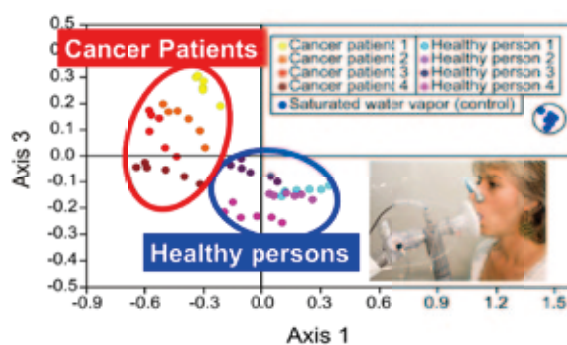 0.5
0.4
0.3
0.2
0.1
0.0
-0.1
-0.2
-0.3
-0.2
-0.5
-0.9
-0.6
-0.3
0.0
0.3
0.6
0.9
1.2
1.5
Axis 3
Axis 1
Cancer Patients
Cancer patient 1
Cancer patient 2
Cancer patient 3
Cancer patient 4
Healthy person 1
Healthy person 2
Healthy person 3
Healthy person 4
Saturated water vapor (control)
Healthy persons